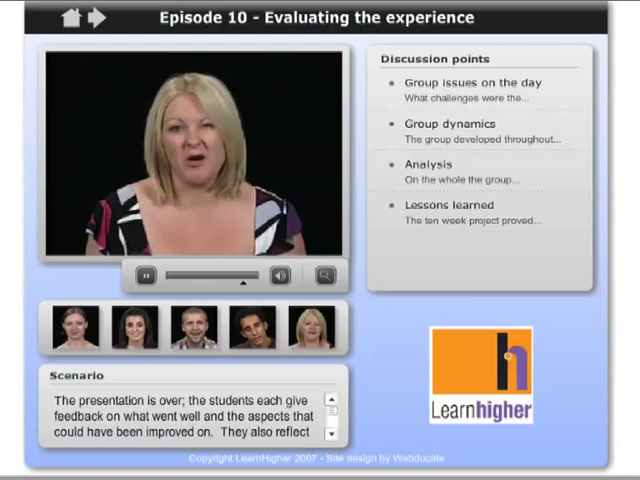 Episode 10 - Evaluating the experience
Discussion points
Group issues on the day
What challenges were the...
Group dynamics
The group developed throughout...
Analysis
On the whole the group...
Lessons learned
The ten week project proved...
Scenario
The presentation is over; the students each give
feedback on what went well and the aspects that
could have been improved on. They also reflect
h
Learnhigher
Copyright LearnHigher 2007 - Site design by Webducate